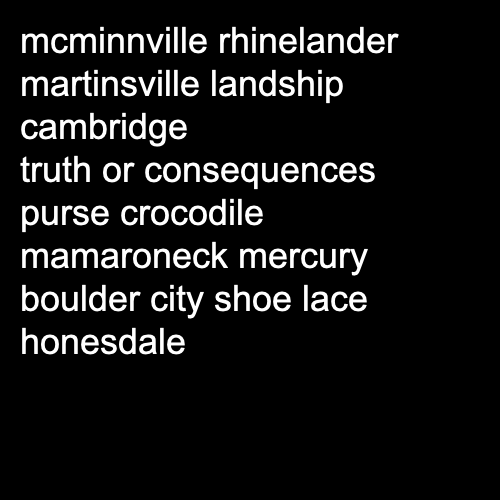 mcminnville rhinelander
martinsville landship
cambridge
truth or consequences
purse crocodile
mamaroneck mercury
boulder city shoe lace
honesdale